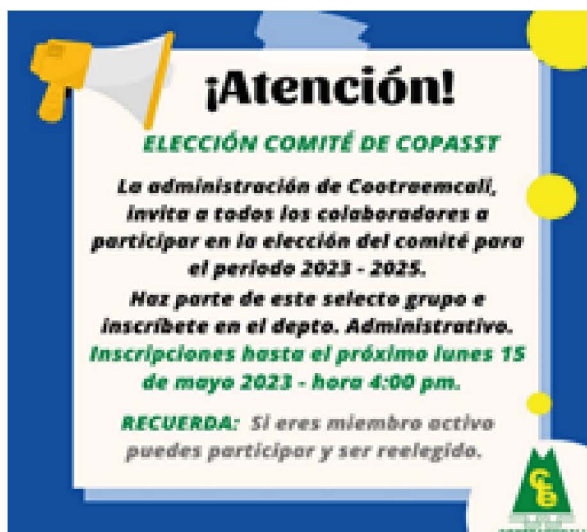 ¡Atención!
ELECCIÓN COMITÉ DE COPASST
La administración de Cootraemcali,
invita a todos los colaboradores a
participar en la elección del comité para
el periodo 2023 - 2025.
Haz parte de este selecto grupo e
inscríbete en el depto. Administrativo.
Inscripciones hasta el próximo lunes 15
de mayo 2023 - hora 4:00 pm.
RECUERDA: Si eres miembro activo
puedes participar y ser reelegido.